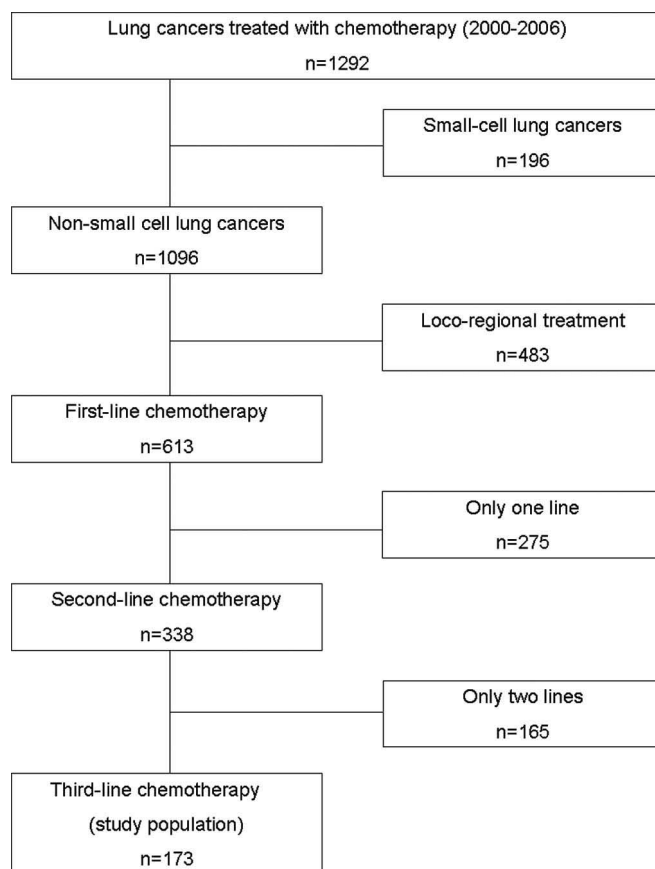 Lung cancers treated with chemotherapy (2000-2006)
n=1292
Small-cell lung cancers
n=196
Non-small cell lung cancers
n=1096
Loco-regional treatment
n=483
First-line chemotherapy
n=613
Only one line
n=275
Second-line chemotherapy
n=338
Only two lines
n=165
Third-line chemotherapy
(study population)
n=173